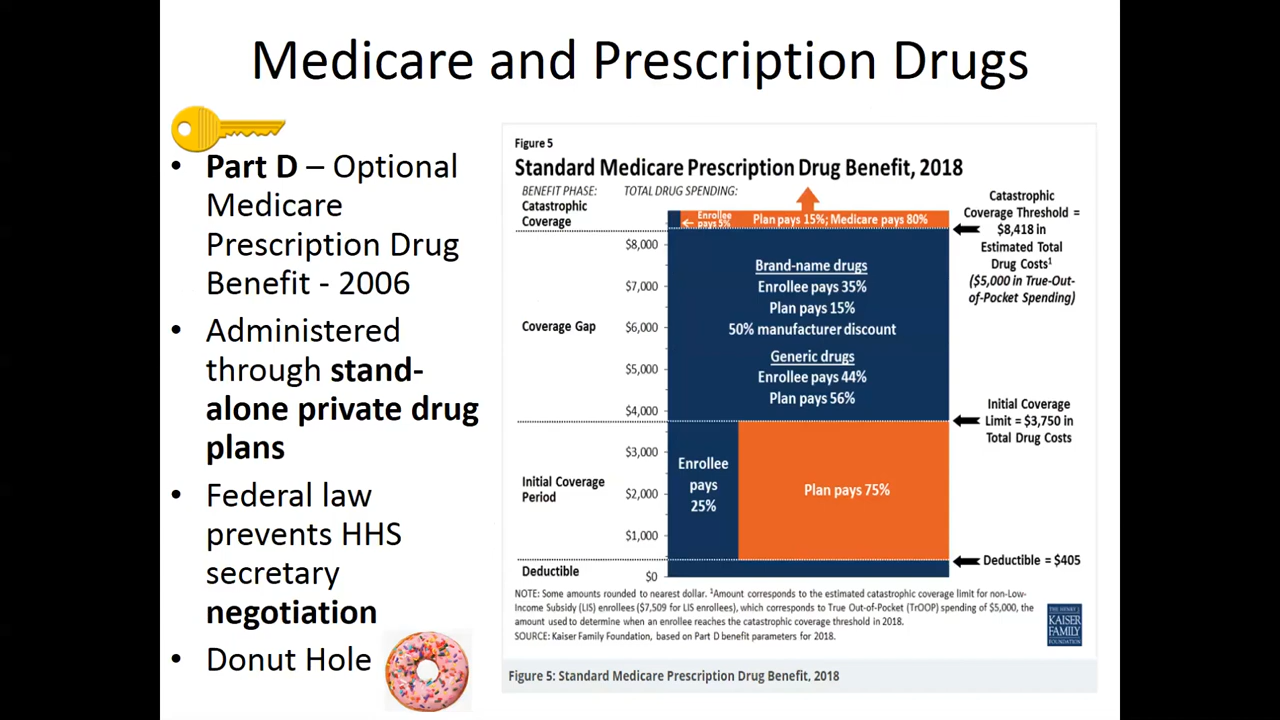 Medicare and Prescription Drugs
• Part D – Optional
Medicare
Prescription Drug
Benefit - 2006
• Administered
through stand-
alone private drug
plans
• Federal law
prevents HHS
secretary
negotiation
• Donut Hole
Figure 5
Standard Medicare Prescription Drug Benefit, 2018
BENEFIT PHASE: TOTAL DRUG SPENDING:
Catastrophic
Coverage
Enrollee
pays 5%
Plan pays 15%; Medicare pays 80%
Catastrophic
Coverage Threshold =
$8,418 in
Estimated Total
Drug Costs¹
($5,000 in True-Out-
of-Pocket Spending)
$8,000
$7,000
$6,000
$5,000
$4,000
$3,000
$2,000
$1,000
$0
Coverage Gap
Brand-name drugs
Enrollee pays 35%
Plan pays 15%
50% manufacturer discount
Generic drugs
Enrollee pays 44%
Plan pays 56%
Initial Coverage
Limit = $3,750 in
Total Drug Costs
Initial Coverage
Period
Enrollee
pays
25%
Plan pays 75%
Deductible
Deductible = $405
NOTE: Some amounts rounded to nearest dollar. ¹Amount corresponds to the estimated catastrophic coverage limit for non-Low-
Income Subsidy (LIS) enrollees ($7,509 for LIS enrollees), which corresponds to True Out-of-Pocket (TrOOP) spending of $5,000, the
amount used to determine when an enrollee reaches the catastrophic coverage threshold in 2018.
SOURCE: Kaiser Family Foundation, based on Part D benefit parameters for 2018.
THE HENRY J.
KAISER
FAMILY
FOUNDATION
Figure 5: Standard Medicare Prescription Drug Benefit, 2018